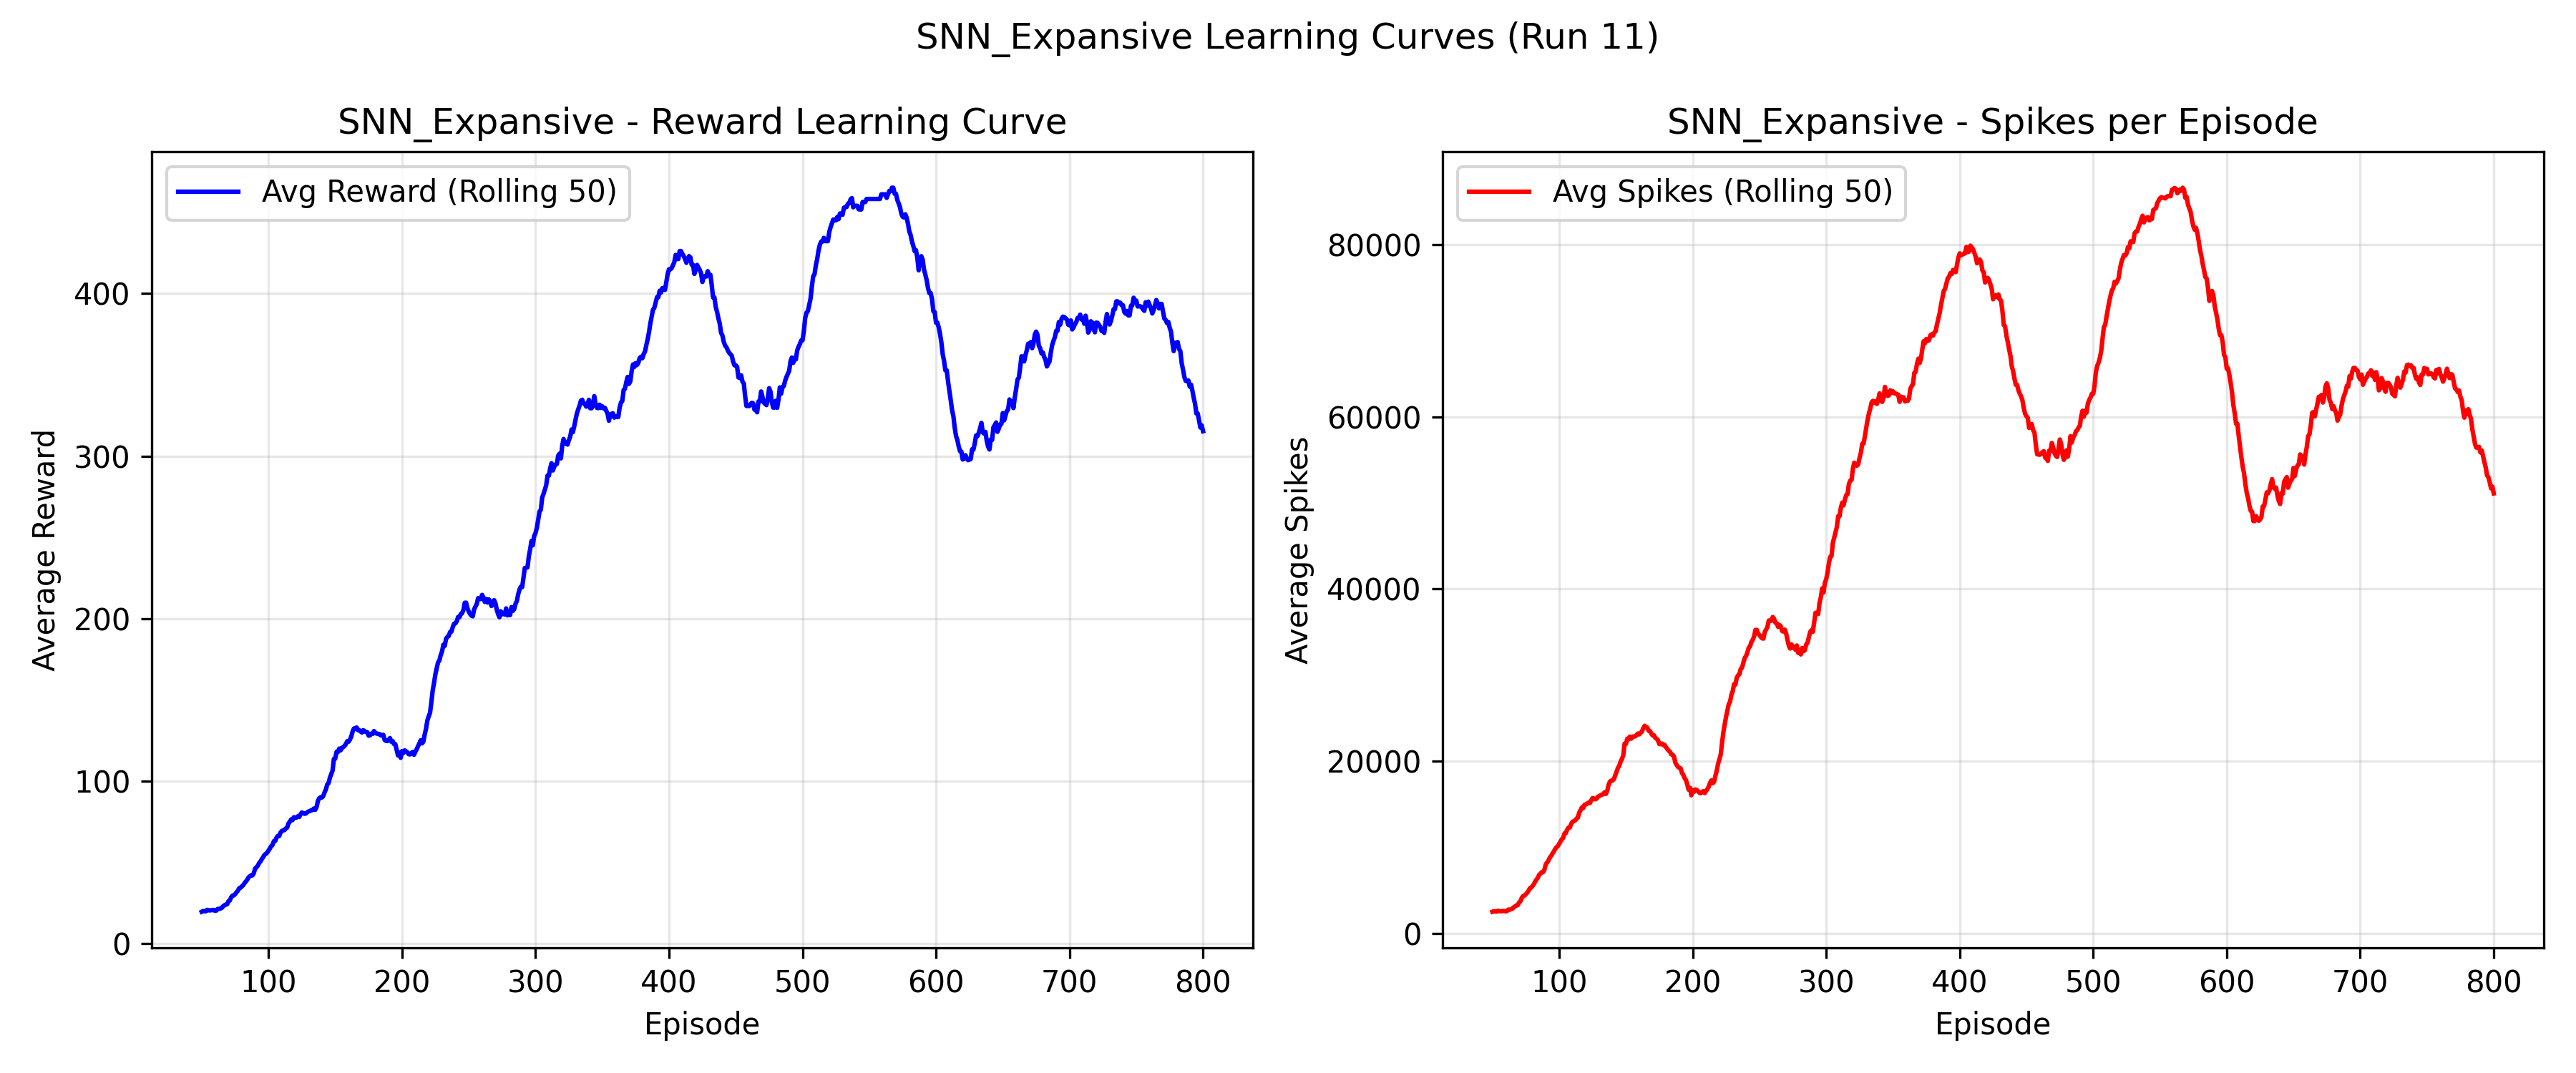 SNN_Expansive Learning Curves (Run 11)
SNN_Expansive - Reward Learning Curve
Avg Reward (Rolling 50)
Average Reward
400
300
200
100
0
100 200 300 400 500 600 700 800
Episode
SNN_Expansive - Spikes per Episode
Avg Spikes (Rolling 50)
Average Spikes
80000
60000
40000
20000
0
100 200 300 400 500 600 700 800
Episode